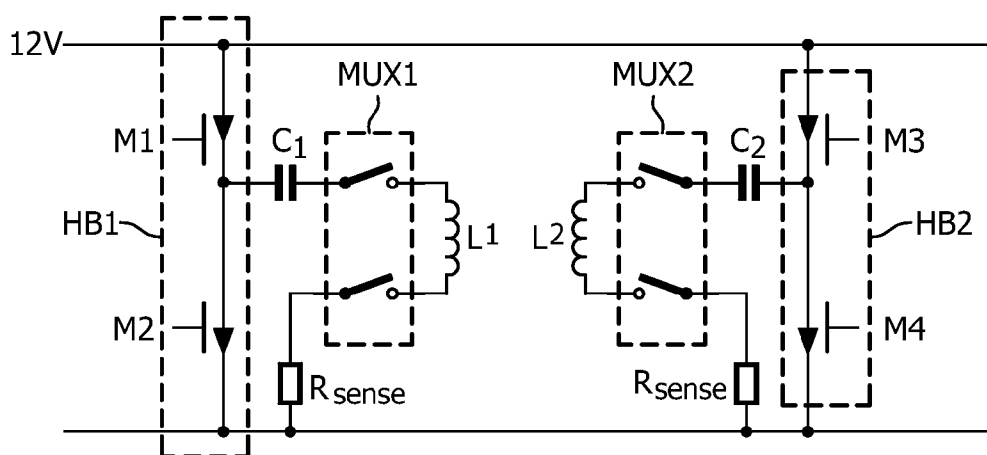 12V
MUX1
MUX2
M1
C1
C2
M3
HB1
L1
L2
HB2
M2
M4
Rsense
Rsense